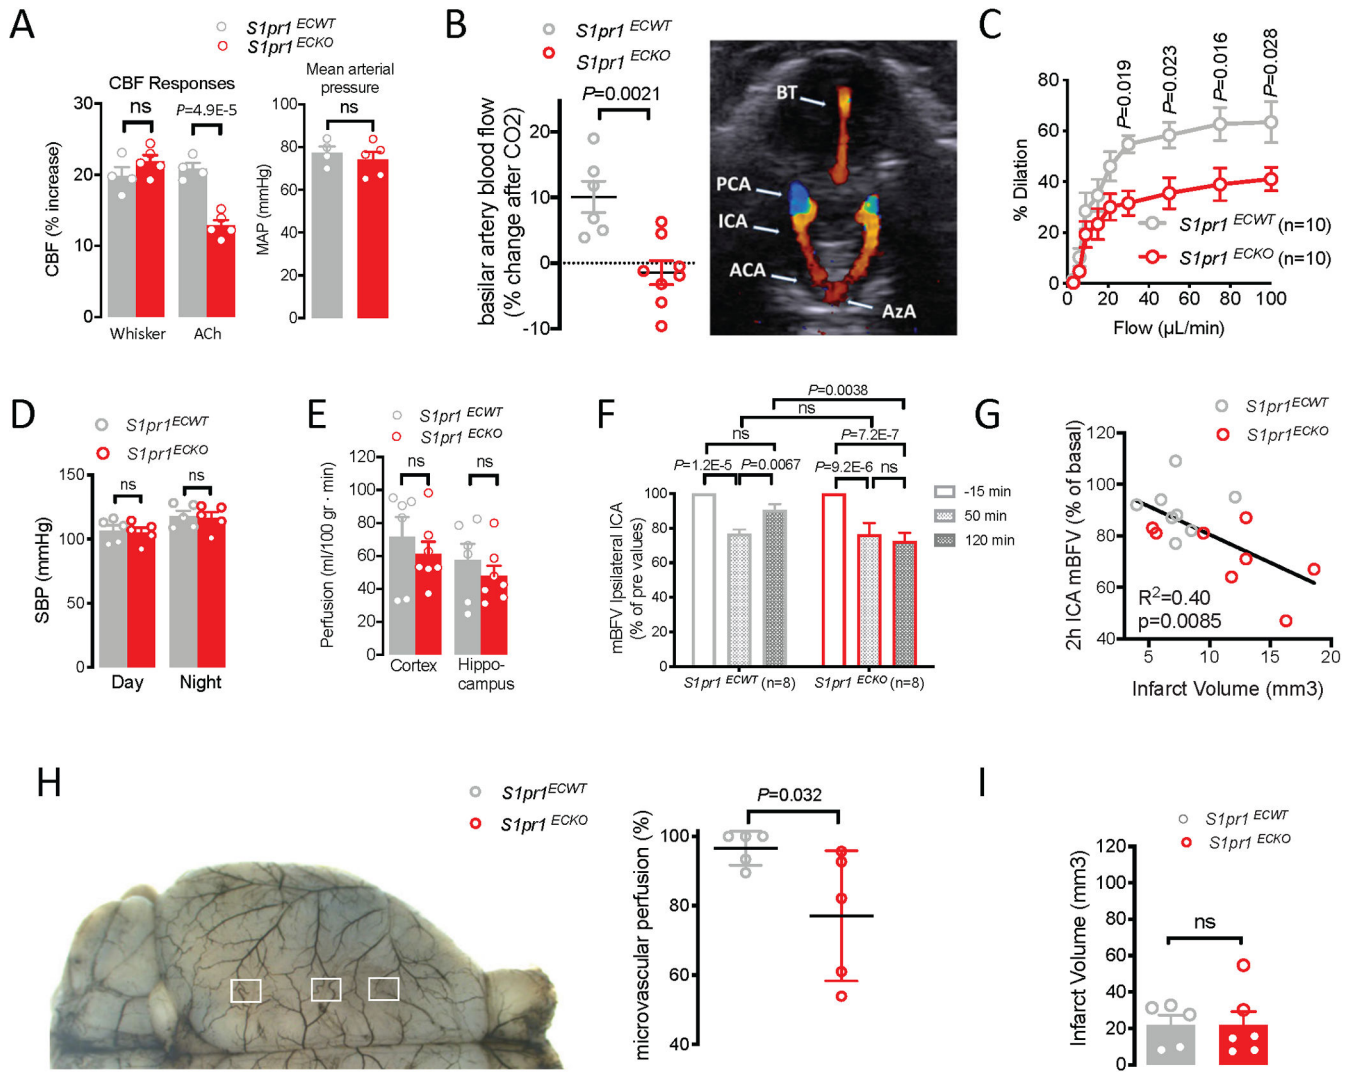 A
S1pr1 ECWT
S1pr1 ECKO
CBF Responses
ns
P=4.9E-5
CBF (% increase)
30
20
10
0
Whisker
ACh
Mean arterial
pressure
ns
MAP (mmHg)
100
80
60
40
20
0
B
S1pr1 ECWT
S1pr1 ECKO
P=0.0021
basilar artery blood flow
(% change after CO2)
20
10
0
-10
BT
PCA
ICA
ACA
AzA
C
P=0.019
P=0.023
P=0.016
P=0.028
% Dilation
80
60
40
20
0
S1pr1 ECWT (n=10)
S1pr1 ECKO (n=10)
0
20
40
60
80
100
Flow (µL/min)
D
S1pr1 ECWT
S1pr1 ECKO
ns
ns
SBP (mmHg)
150
100
50
0
Day
Night
E
S1pr1 ECWT
S1pr1 ECKO
ns
ns
Perfusion (ml/100 gr · min)
120
100
80
60
40
20
0
Cortex
Hippo-
campus
F
P=0.0038
ns
ns
P=7.2E-7
P=1.2E-5
P=0.0067
P=9.2E-6
ns
mBFV Ipsilateral ICA
(% of pre values)
100
80
60
40
20
0
-15 min
50 min
120 min
S1pr1 ECWT (n=8)
S1pr1 ECKO (n=8)
G
S1pr1ECWT
S1pr1ECKO
2h ICA mBFV (% of basal)
120
100
80
60
40
R2=0.40
p=0.0085
5
10
15
20
Infarct Volume (mm3)
H
S1pr1ECWT
S1pr1 ECKO
P=0.032
microvascular perfusion (%)
100
80
60
40
I
S1pr1 ECWT
S1pr1 ECKO
ns
Infarct Volume (mm3)
120
100
80
60
40
20
0